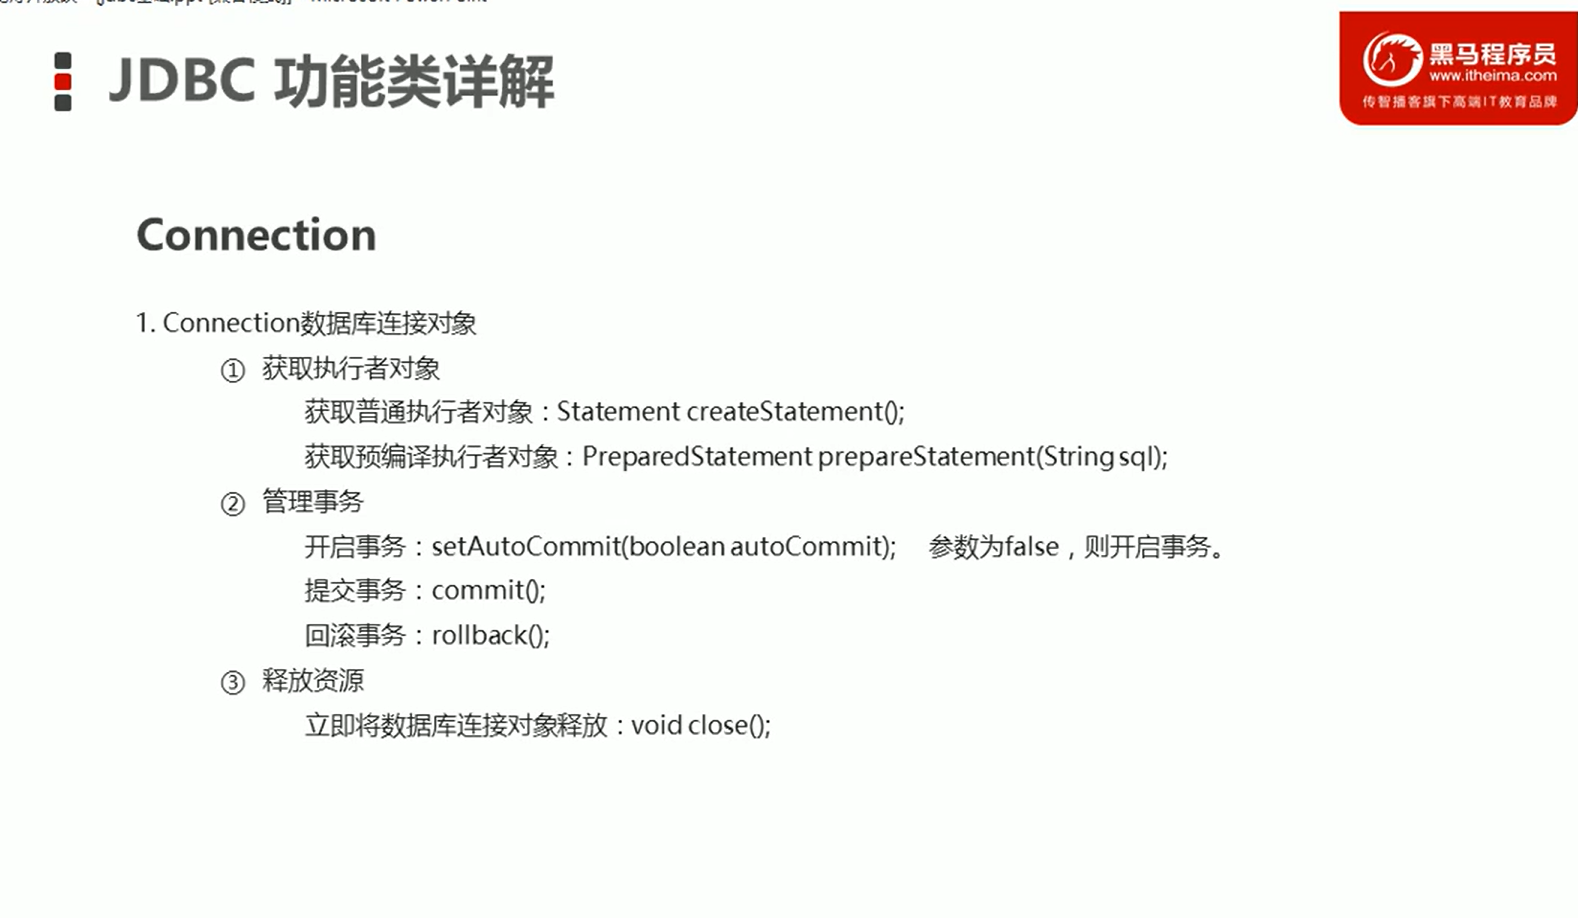 JDBC 功能类详解
黑马程序员
www.itheima.com
传智播客旗下高端IT教育品牌
Connection
1. Connection数据库连接对象
① 获取执行者对象
获取普通执行者对象：Statement createStatement();
获取预编译执行者对象：PreparedStatement prepareStatement(String sql);
② 管理事务
开启事务：setAutoCommit(boolean autoCommit); 参数为false，则开启事务。
提交事务：commit();
回滚事务：rollback();
③ 释放资源
立即将数据库连接对象释放：void close();